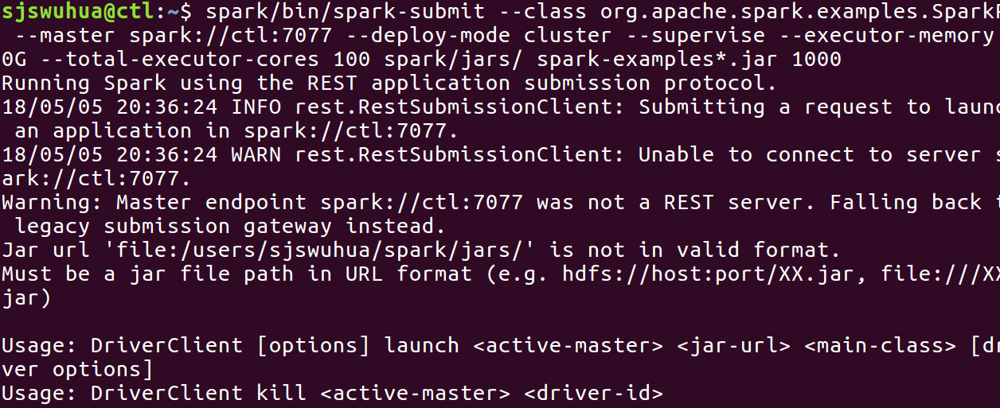 sjswuhua@ctl:~$ spark/bin/spark-submit --class org.apache.spark.examples.Spark
--master spark://ctl:7077 --deploy-mode cluster --supervise --executor-memory
0G --total-executor-cores 100 spark/jars/ spark-examples*.jar 1000
Running Spark using the REST application submission protocol.
18/05/05 20:36:24 INFO rest.RestSubmissionClient: Submitting a request to laun
an application in spark://ctl:7077.
18/05/05 20:36:24 WARN rest.RestSubmissionClient: Unable to connect to server s
ark://ctl:7077.
Warning: Master endpoint spark://ctl:7077 was not a REST server. Falling back t
legacy submission gateway instead.
Jar url 'file:/users/sjswuhua/spark/jars/' is not in valid format.
Must be a jar file path in URL format (e.g. hdfs://host:port/XX.jar, file:///XX
jar)
Usage: DriverClient [options] launch <active-master> <jar-url> <main-class> [dr
ver options]
Usage: DriverClient kill <active-master> <driver-id>